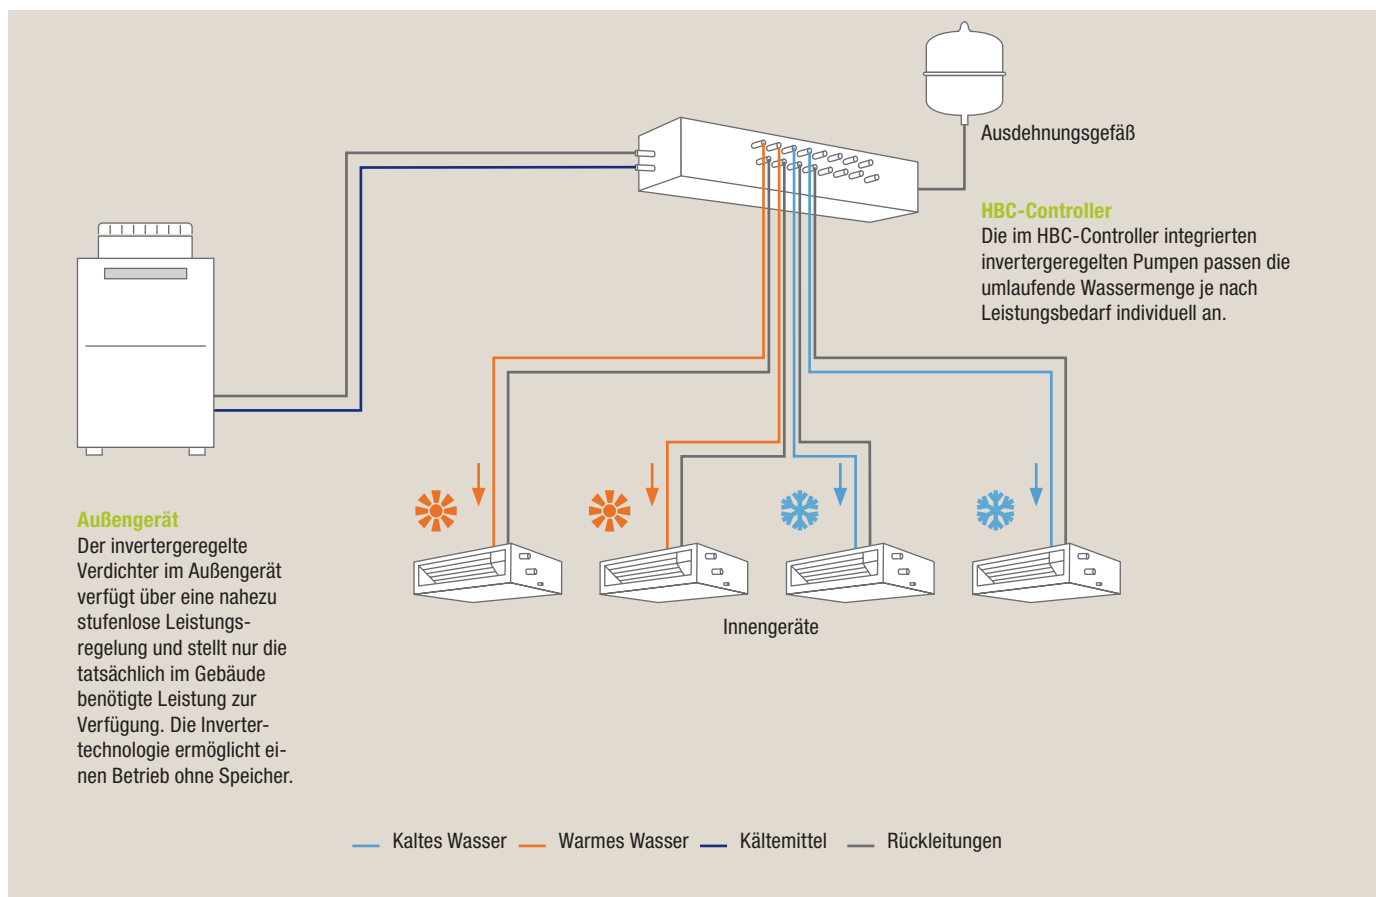 Ausdehnungsgefäß
HBC-Controller
Die im HBC-Controller integrierten
invertergeregelten Pumpen passen die
umlaufende Wassermenge je nach
Leistungsbedarf individuell an.
Außengerät
Der invertergeregelte
Verdichter im Außengerät
verfügt über eine nahezu
stufenlose Leistungs-
regelung und stellt nur die
tatsächlich im Gebäude
benötigte Leistung zur
Verfügung. Die Inverter-
technologie ermöglicht ei-
nen Betrieb ohne Speicher.
Innengeräte
Kaltes Wasser Warmes Wasser Kältemittel Rückleitungen